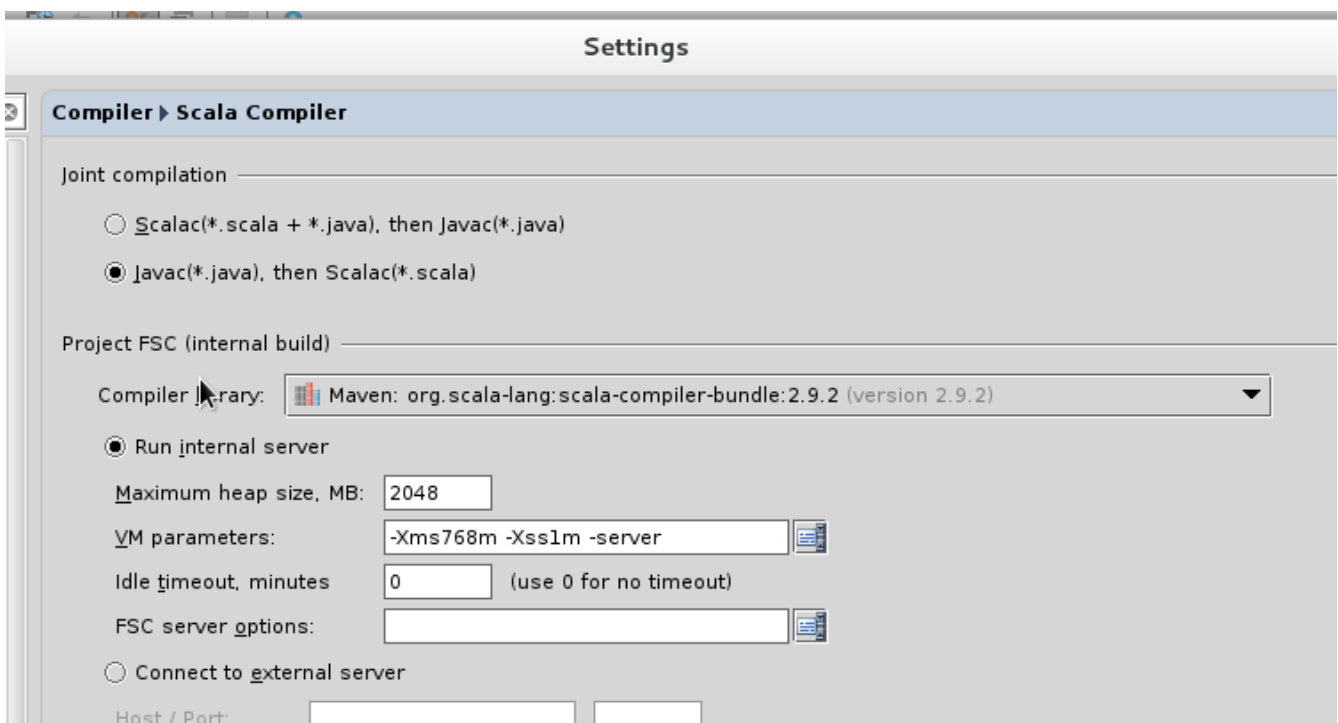 Settings
Compiler Scala Compiler
Joint compilation
Scalac(*.scala + *.java), then Javac(*.java)
Javac(*.java), then Scalac(*.scala)
Project FSC (internal build)
Compiler library: Maven: org.scala-lang:scala-compiler-bundle:2.9.2 (version 2.9.2)
Run internal server
Maximum heap size, MB: 2048
VM parameters: -Xms768m -Xss1m -server
Idle timeout, minutes 0 (use 0 for no timeout)
FSC server options:
Connect to external server
Host / Port: